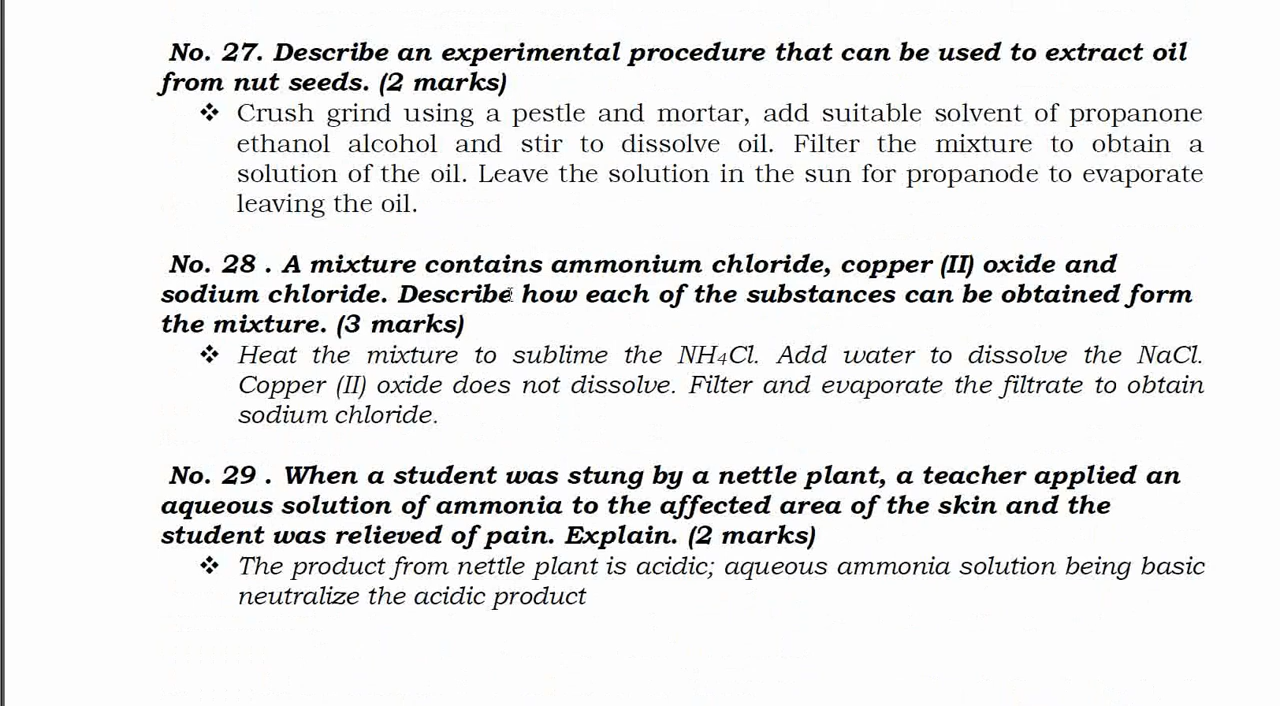 No. 27. Describe an experimental procedure that can be used to extract oil
from nut seeds. (2 marks)
❖ Crush grind using a pestle and mortar, add suitable solvent of propanone
ethanol alcohol and stir to dissolve oil. Filter the mixture to obtain a
solution of the oil. Leave the solution in the sun for propanode to evaporate
leaving the oil.
No. 28 . A mixture contains ammonium chloride, copper (II) oxide and
sodium chloride. Describe how each of the substances can be obtained form
the mixture. (3 marks)
❖ Heat the mixture to sublime the NH₄Cl. Add water to dissolve the NaCl.
Copper (II) oxide does not dissolve. Filter and evaporate the filtrate to obtain
sodium chloride.
No. 29 . When a student was stung by a nettle plant, a teacher applied an
aqueous solution of ammonia to the affected area of the skin and the
student was relieved of pain. Explain. (2 marks)
❖ The product from nettle plant is acidic; aqueous ammonia solution being basic
neutralize the acidic product